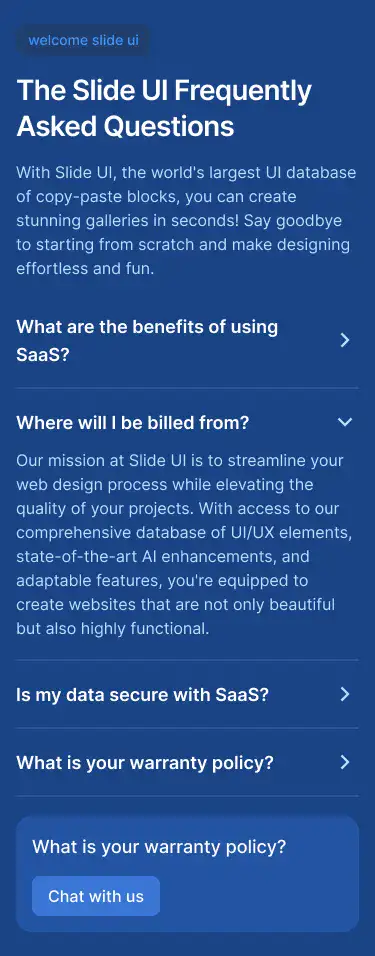 welcome slide ui
The Slide UI Frequently
Asked Questions
With Slide UI, the world's largest UI database
of copy-paste blocks, you can create
stunning galleries in seconds! Say goodbye
to starting from scratch and make designing
effortless and fun.
What are the benefits of using
SaaS?
Where will I be billed from?
Our mission at Slide UI is to streamline your
web design process while elevating the
quality of your projects. With access to our
comprehensive database of UI/UX elements,
state-of-the-art AI enhancements, and
adaptable features, you're equipped to
create websites that are not only beautiful
but also highly functional.
Is my data secure with SaaS?
What is your warranty policy?
What is your warranty policy?
Chat with us